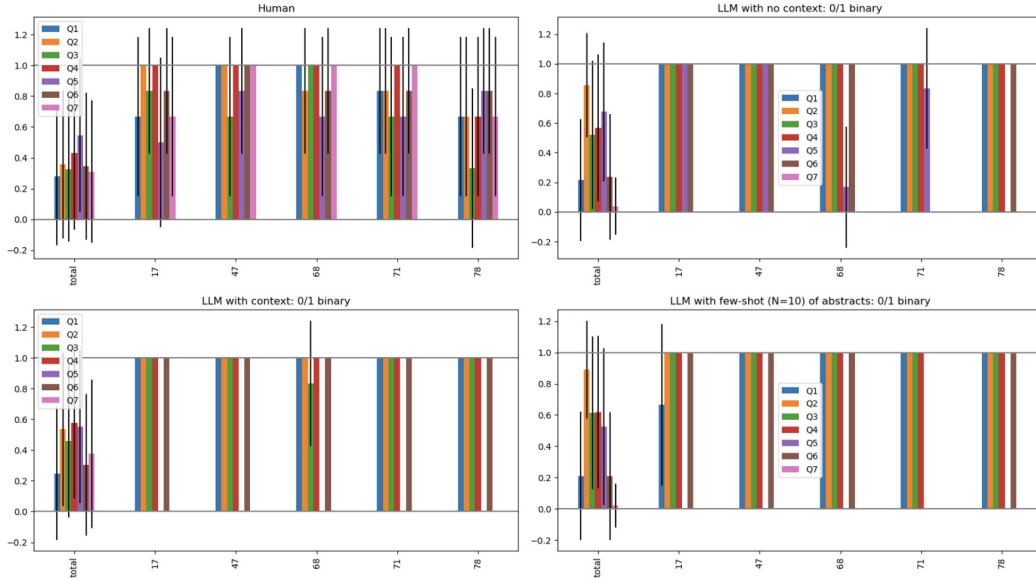 Human
1.2
1.0
0.8
0.6
0.4
0.2
0.0
−0.2
Q1
Q2
Q3
Q4
Q5
Q6
Q7
total
17
47
68
71
78
LLM with no context: 0/1 binary
1.2
1.0
0.8
0.6
0.4
0.2
0.0
−0.2
Q1
Q2
Q3
Q4
Q5
Q6
Q7
total
17
47
68
71
78
LLM with context: 0/1 binary
1.2
1.0
0.8
0.6
0.4
0.2
0.0
−0.2
Q1
Q2
Q3
Q4
Q5
Q6
Q7
total
17
47
68
71
78
LLM with few-shot (N=10) of abstracts: 0/1 binary
1.2
1.0
0.8
0.6
0.4
0.2
0.0
−0.2
Q1
Q2
Q3
Q4
Q5
Q6
Q7
total
17
47
68
71
78